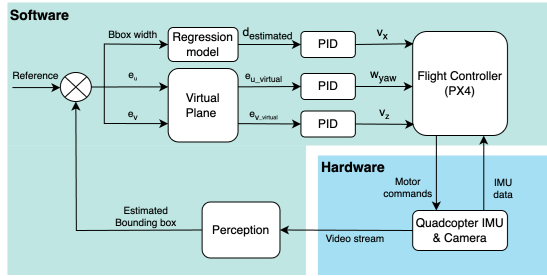 Software
Bbox width
Regression
model
d_estimated
PID
v_x
Reference
e_u
Virtual
Plane
e_u_virtual
PID
w_yaw
Flight Controller
(PX4)
e_v
e_v_virtual
PID
v_z
Hardware
Motor
commands
IMU
data
Estimated
Bounding box
Perception
Video stream
Quadcopter IMU
& Camera